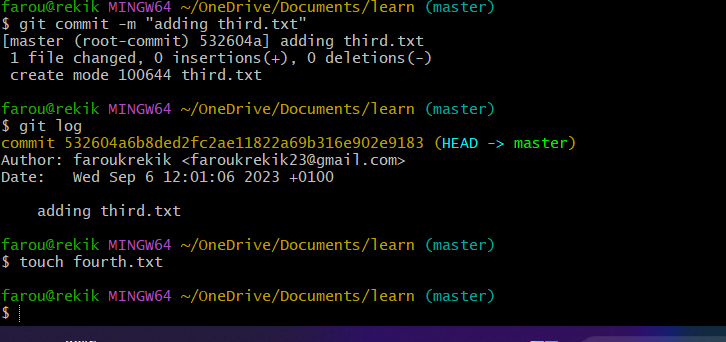 farou@rekik MINGW64 ~/OneDrive/Documents/learn (master)
$ git commit -m "adding third.txt"
[master (root-commit) 532604a] adding third.txt
 1 file changed, 0 insertions(+), 0 deletions(-)
 create mode 100644 third.txt

farou@rekik MINGW64 ~/OneDrive/Documents/learn (master)
$ git log
commit 532604a6b8ded2fc2ae11822a69b316e902e9183 (HEAD -> master)
Author: faroukrekik <faroukrekik23@gmail.com>
Date:   Wed Sep 6 12:01:06 2023 +0100

    adding third.txt

farou@rekik MINGW64 ~/OneDrive/Documents/learn (master)
$ touch fourth.txt

farou@rekik MINGW64 ~/OneDrive/Documents/learn (master)
$